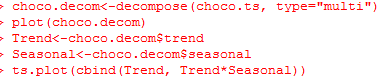 > choco.decom<-decompose(choco.ts, type="multi")
> plot(choco.decom)
> Trend<-choco.decom$trend
> Seasonal<-choco.decom$seasonal
> ts.plot(cbind(Trend, Trend*Seasonal))